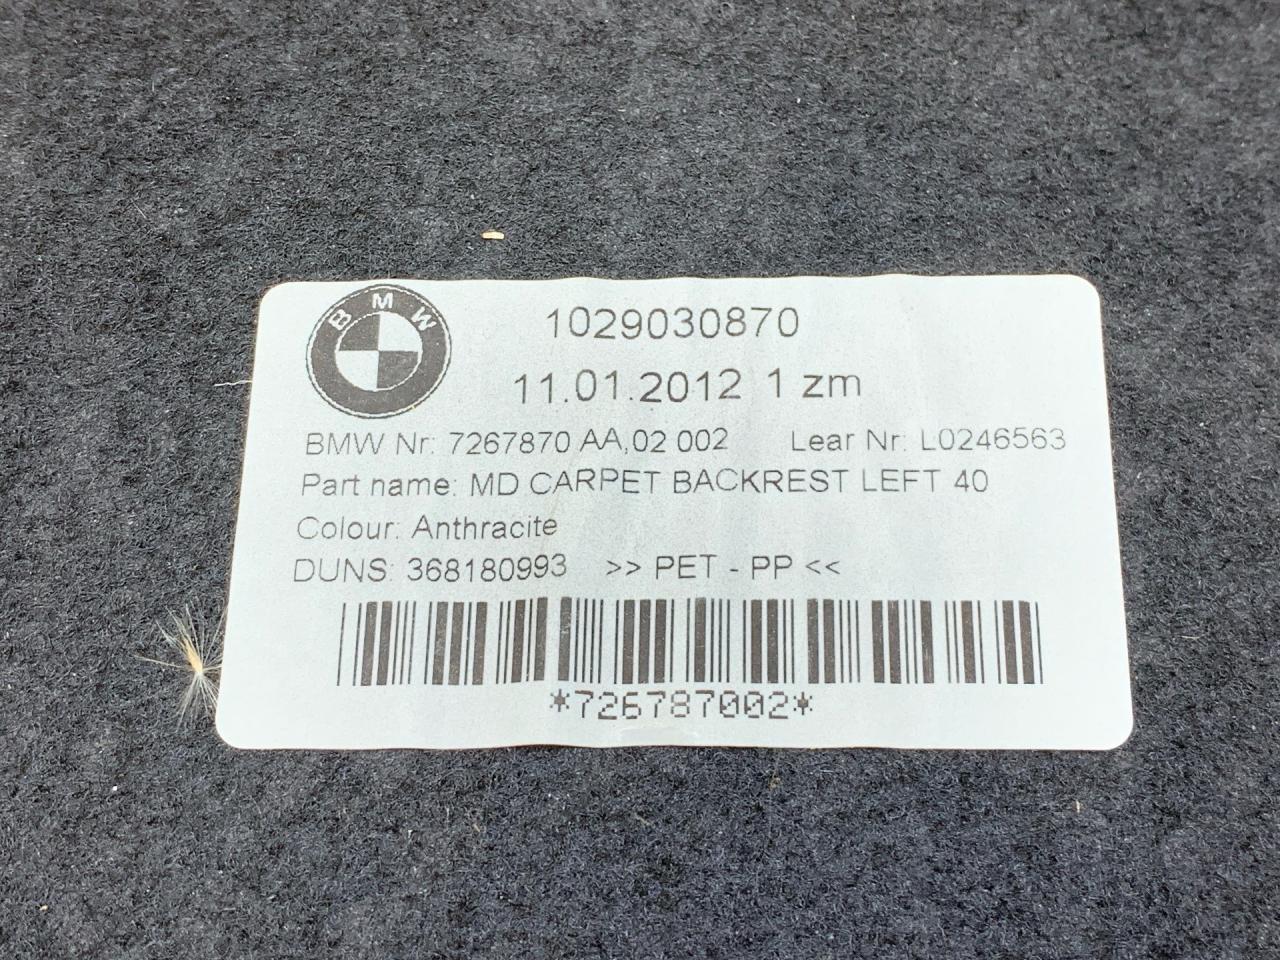 BMW
1029030870
11.01.2012 1 zm
BMW Nr: 7267870 AA,02 002 Lear Nr: L0246563
Part name: MD CARPET BACKREST LEFT 40
Colour: Anthracite
DUNS: 368180993 >> PET - PP <<
*726787002*